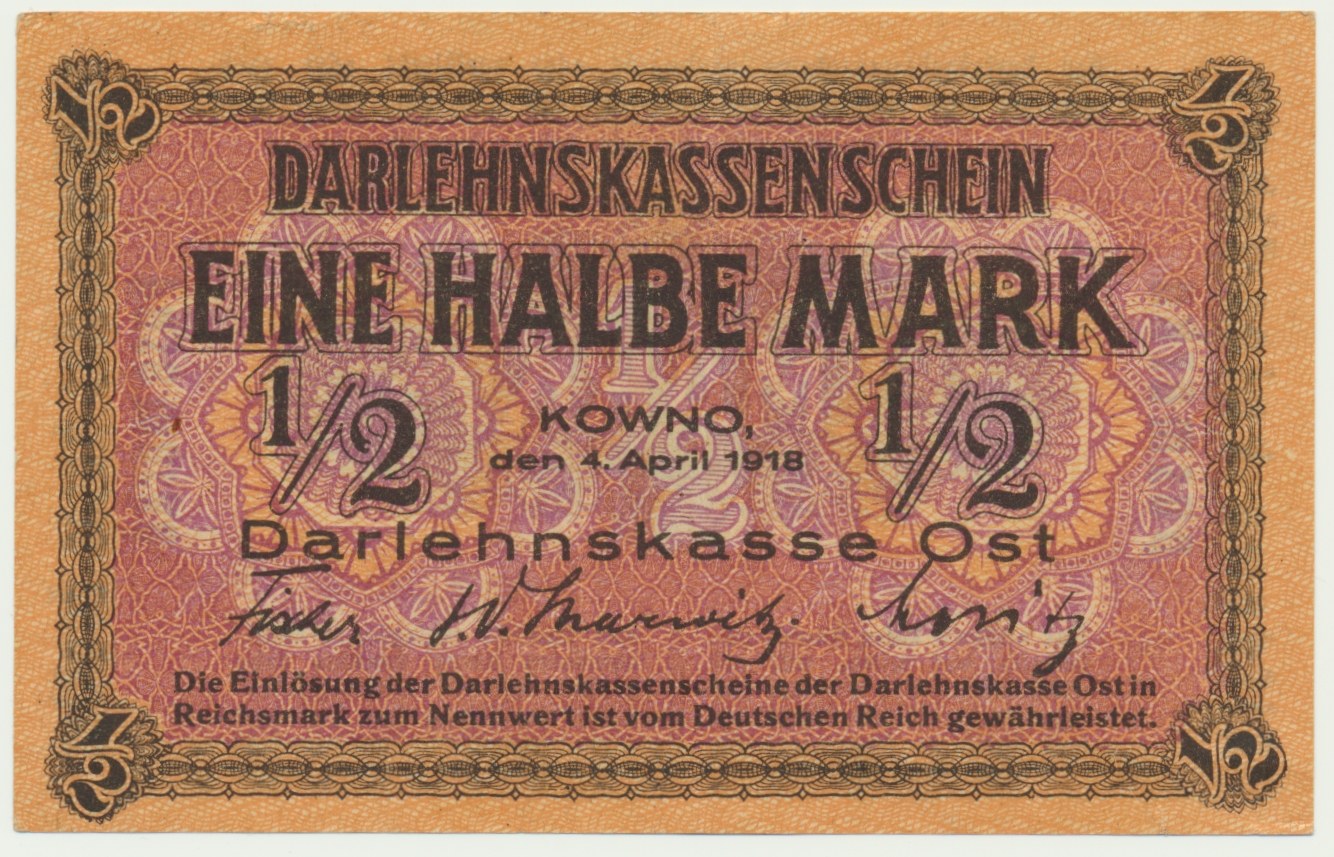 1/2 1/2
DARLEHNSKASSENSCHEIN
EINE HALBE MARK
1/2 1/2 1/2
KOWNO,
den 4. April 1918
Darlehnskasse Ost
Fischer v. d. Marwitz.
Die Einlösung der Darlehnskassenscheine der Darlehnskasse Ost in
Reichsmark zum Nennwert ist vom Deutschen Reich gewährleistet.
1/2 1/2